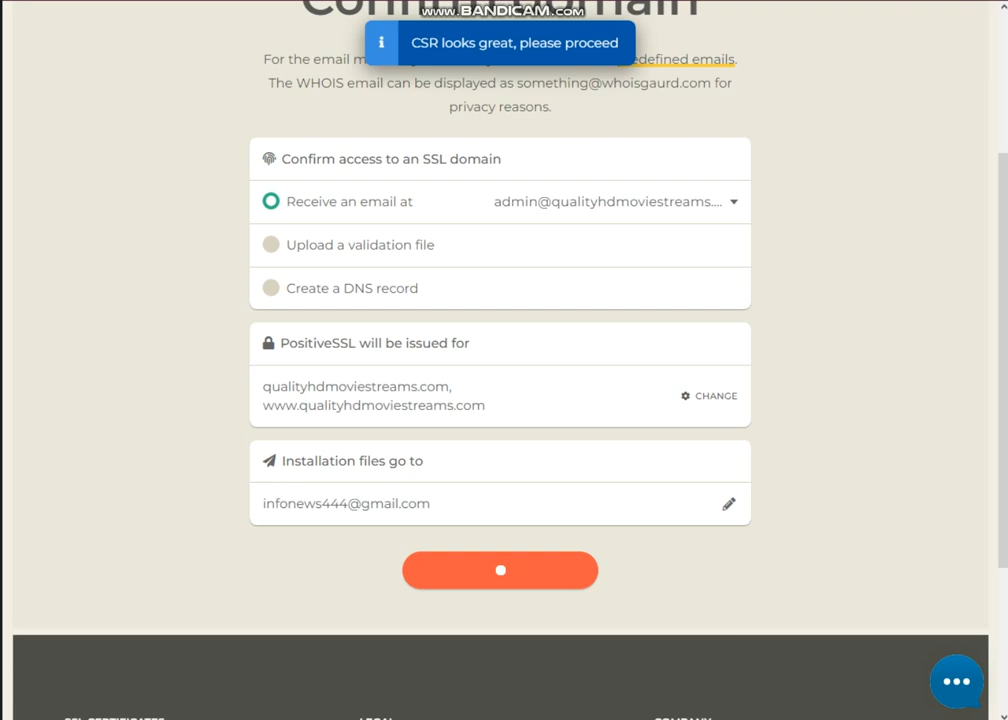 www.BANDICAM.com
CSR looks great, please proceed
For the email
edefined emails.
The WHOIS email can be displayed as something@whoisgaurd.com for
privacy reasons.
Confirm access to an SSL domain
Receive an email at admin@qualityhdmoviestreams....
Upload a validation file
Create a DNS record
PositiveSSL will be issued for
qualityhdmoviestreams.com,
www.qualityhdmoviestreams.com
CHANGE
Installation files go to
infonews444@gmail.com